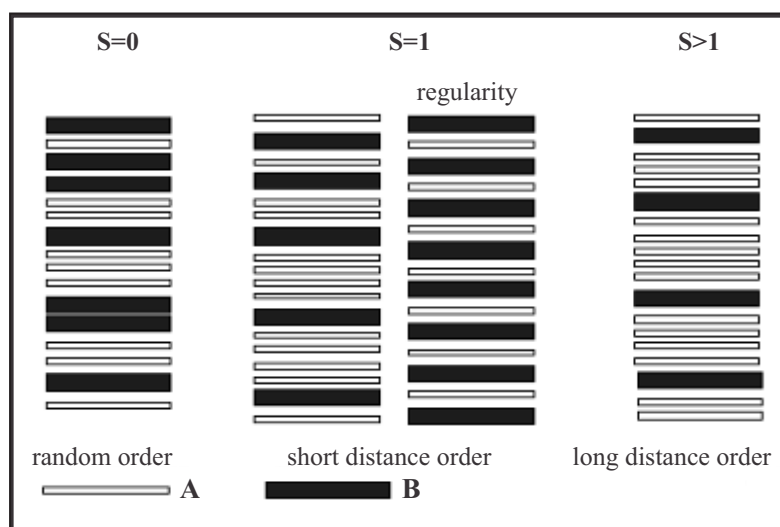 S=0 S=1 S>1
regularity
random order short distance order long distance order
A B